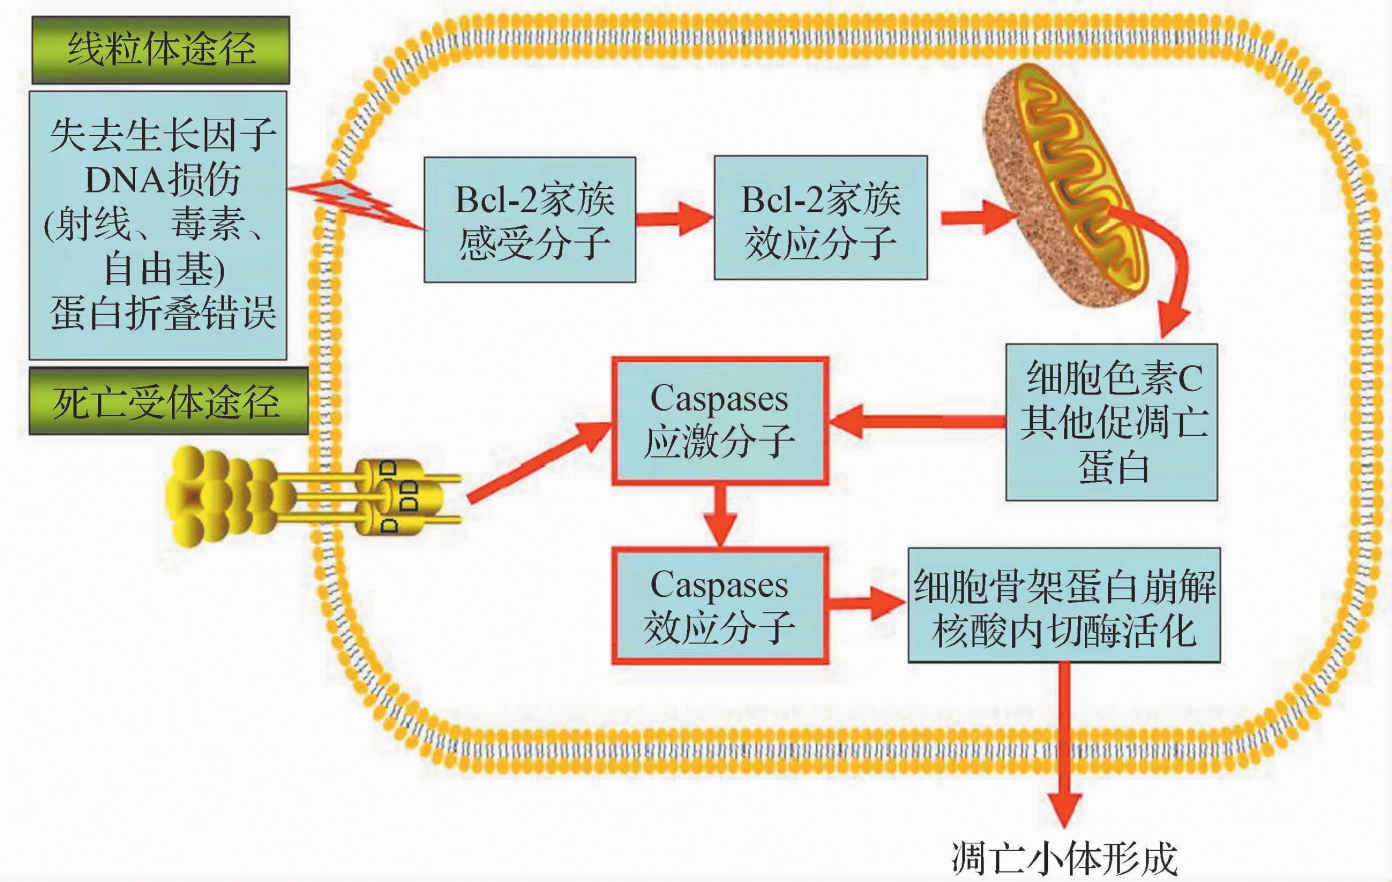 线粒体途径
失去生长因子
DNA损伤
(射线、毒素、
自由基)
蛋白折叠错误
死亡受体途径
Bcl-2家族
感受分子
Bcl-2家族
效应分子
细胞色素C
其他促凋亡
蛋白
Caspases
应激分子
Caspases
效应分子
细胞骨架蛋白崩解
核酸内切酶活化
DD
DD
D
凋亡小体形成